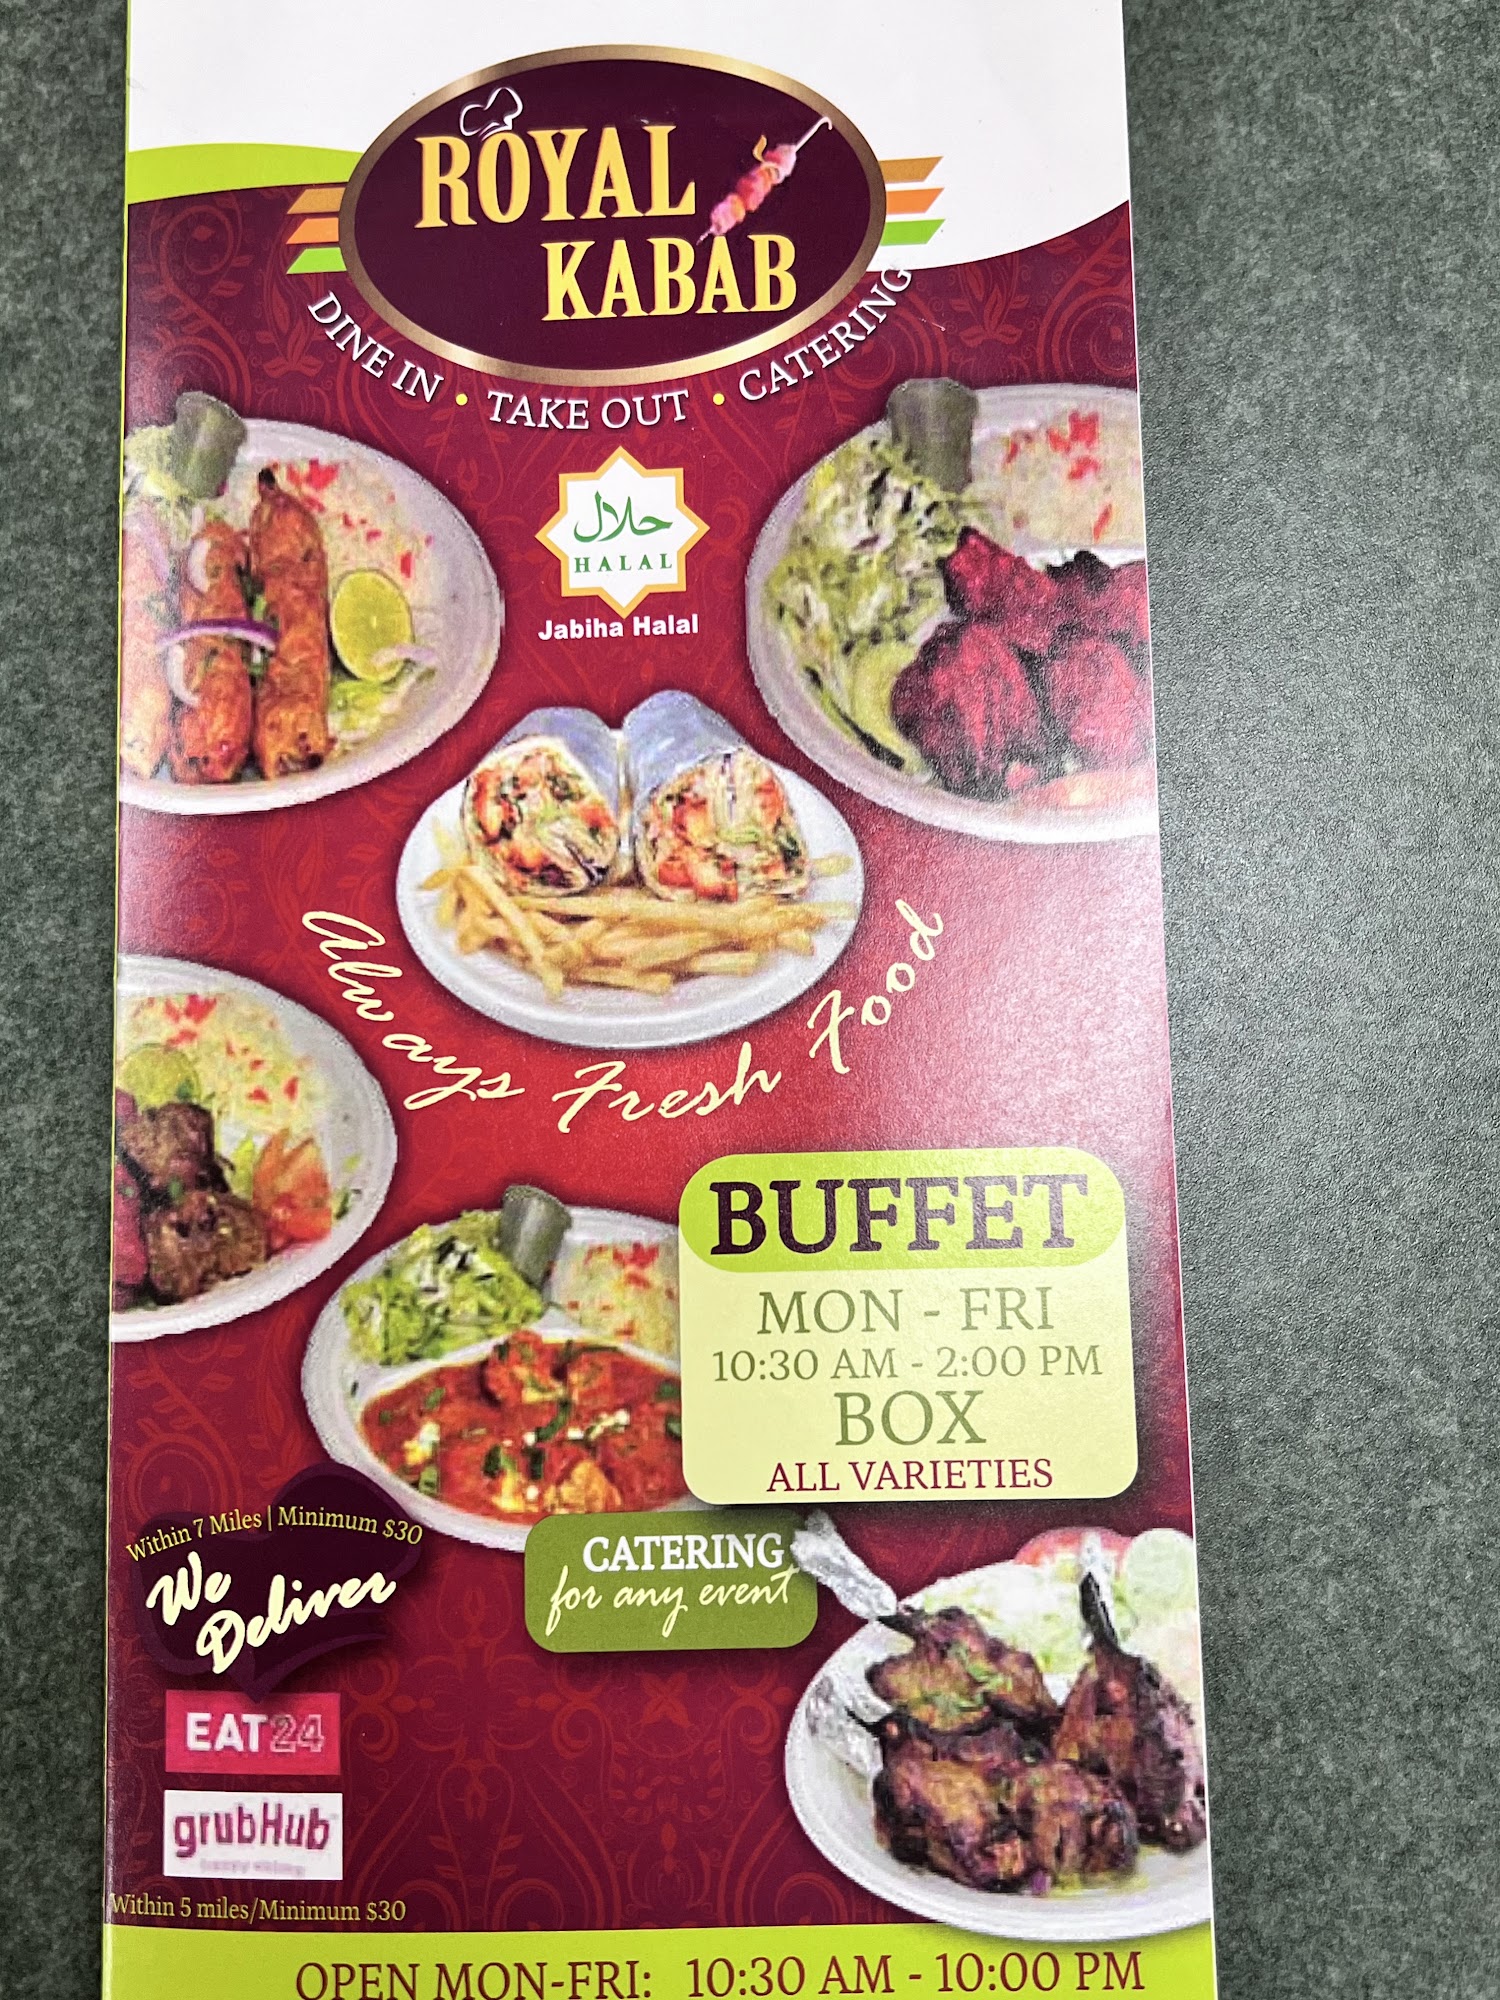 ROYAL
KABAB
DINE IN • TAKE OUT • CATERING
حلال
HALAL
Jabiha Halal
Always Fresh Food
BUFFET
MON - FRI
10:30 AM - 2:00 PM
BOX
ALL VARIETIES
CATERING
for any event
Within 7 Miles | Minimum $30
We
Deliver
EAT24
grubHub
Within 5 miles/Minimum $30
OPEN MON-FRI: 10:30 AM - 10:00 PM